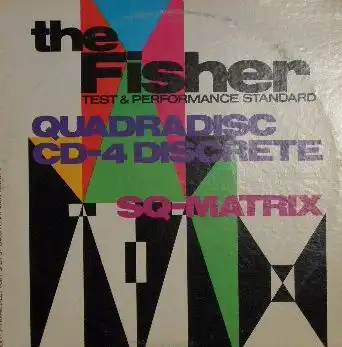 the
Fisher
TEST & PERFORMANCE STANDARD
QUADRADISC
CD-4 DISCRETE
SQ-MATRIX